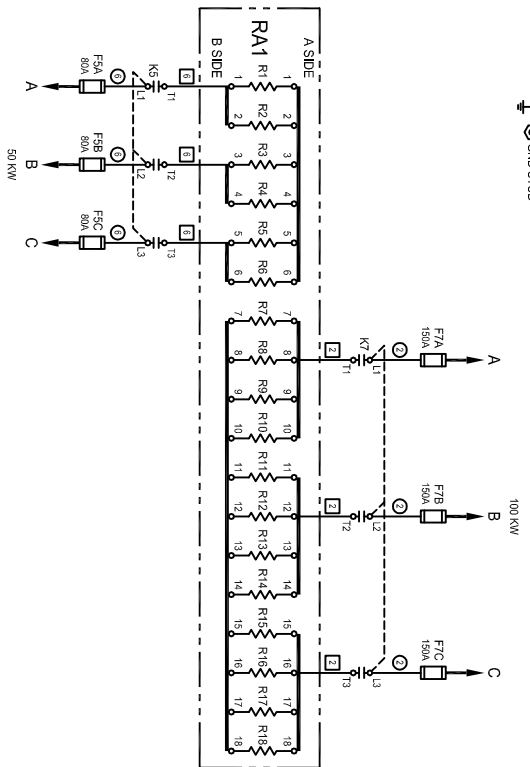 GND STUD
RA1
A SIDE
B SIDE
50 KW
A
F5A
80A
6
L1
K5
T1
6
B
F5B
80A
6
L2
T2
6
C
F5C
80A
6
L3
T3
6
1 R1 1
2 R2 2
3 R3 3
4 R4 4
5 R5 5
6 R6 6
7 R7 7
8 R8 8
9 R9 9
10 R10 10
11 R11 11
12 R12 12
13 R13 13
14 R14 14
15 R15 15
16 R16 16
17 R17 17
18 R18 18
100 KW
A
F7A
150A
2
L1
K7
T1
2
B
F7B
150A
2
L2
T2
2
C
F7C
150A
2
L3
T3
2